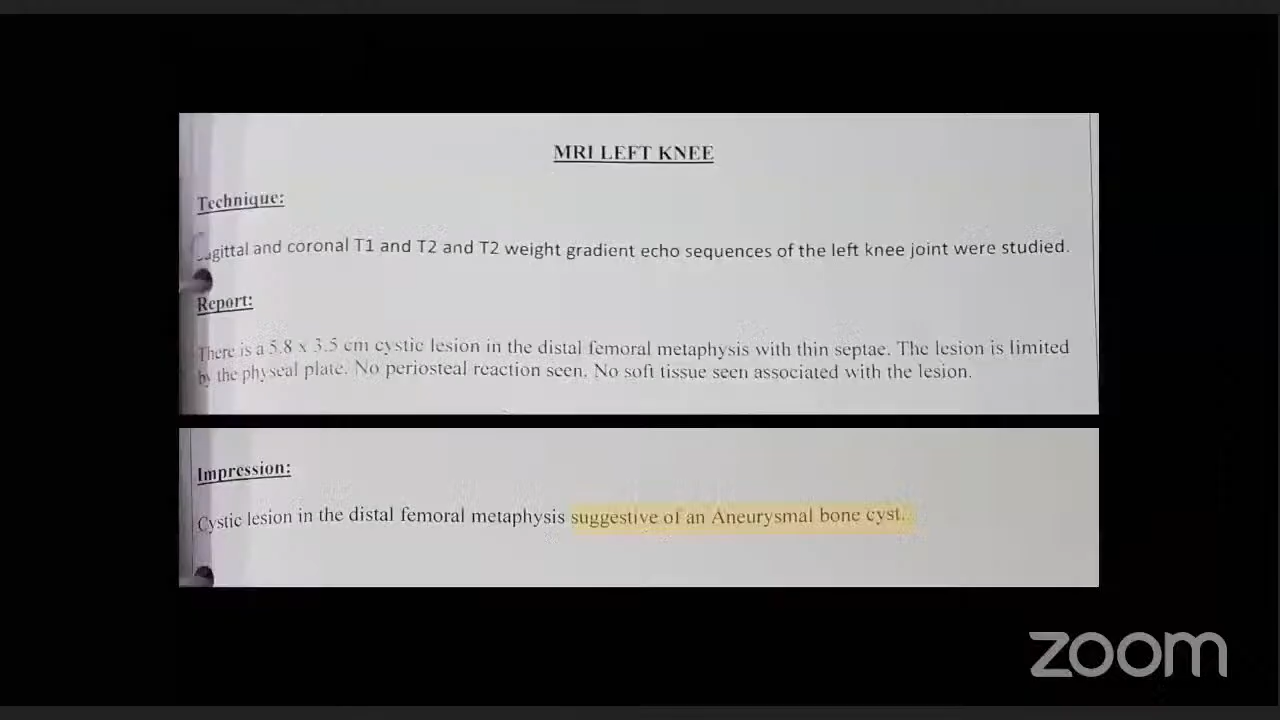 MRI LEFT KNEE
Technique:
Sagittal and coronal T1 and T2 and T2 weight gradient echo sequences of the left knee joint were studied.
Report:
There is a 5.8 x 3.5 cm cystic lesion in the distal femoral metaphysis with thin septae. The lesion is limited
by the physeal plate. No periosteal reaction seen. No soft tissue seen associated with the lesion.
Impression:
Cystic lesion in the distal femoral metaphysis suggestive of an Aneurysmal bone cyst.
zoom